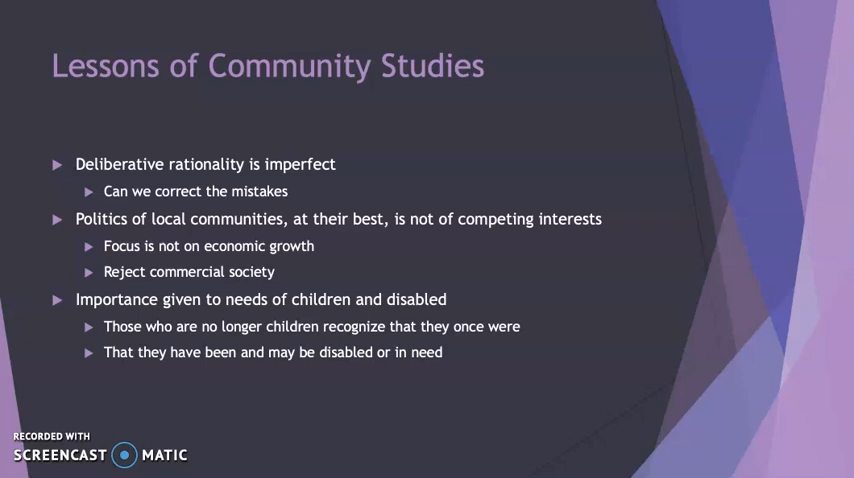 Lessons of Community Studies
Deliberative rationality is imperfect
Can we correct the mistakes
Politics of local communities, at their best, is not of competing interests
Focus is not on economic growth
Reject commercial society
Importance given to needs of children and disabled
Those who are no longer children recognize that they once were
That they have been and may be disabled or in need
RECORDED WITH
SCREENCAST MATIC